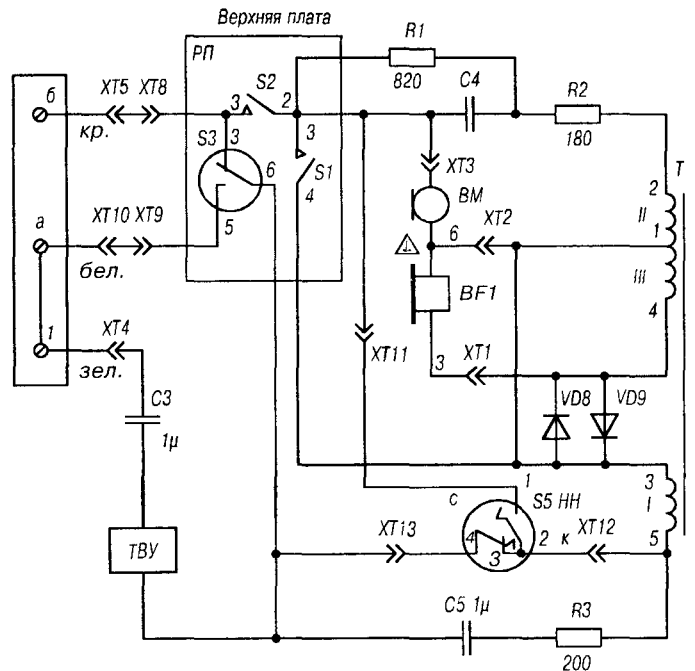 Верхняя плата
РП
R1
820
C4
R2
180
б
XT5 XT8
кр.
3 S2 2
S3
3
6
5
3
S1
4
XT3
BM
T
2
II
1
III
4
а
XT10 XT9
бел.
6 XT2
BF1
1
XT4
зел.
XT11
3 XT1
VD8
VD9
C3
1μ
ТВУ
с
1
S5 НН
3
I
5
XT13
4
3
2
к
XT12
C5 1μ
R3
200